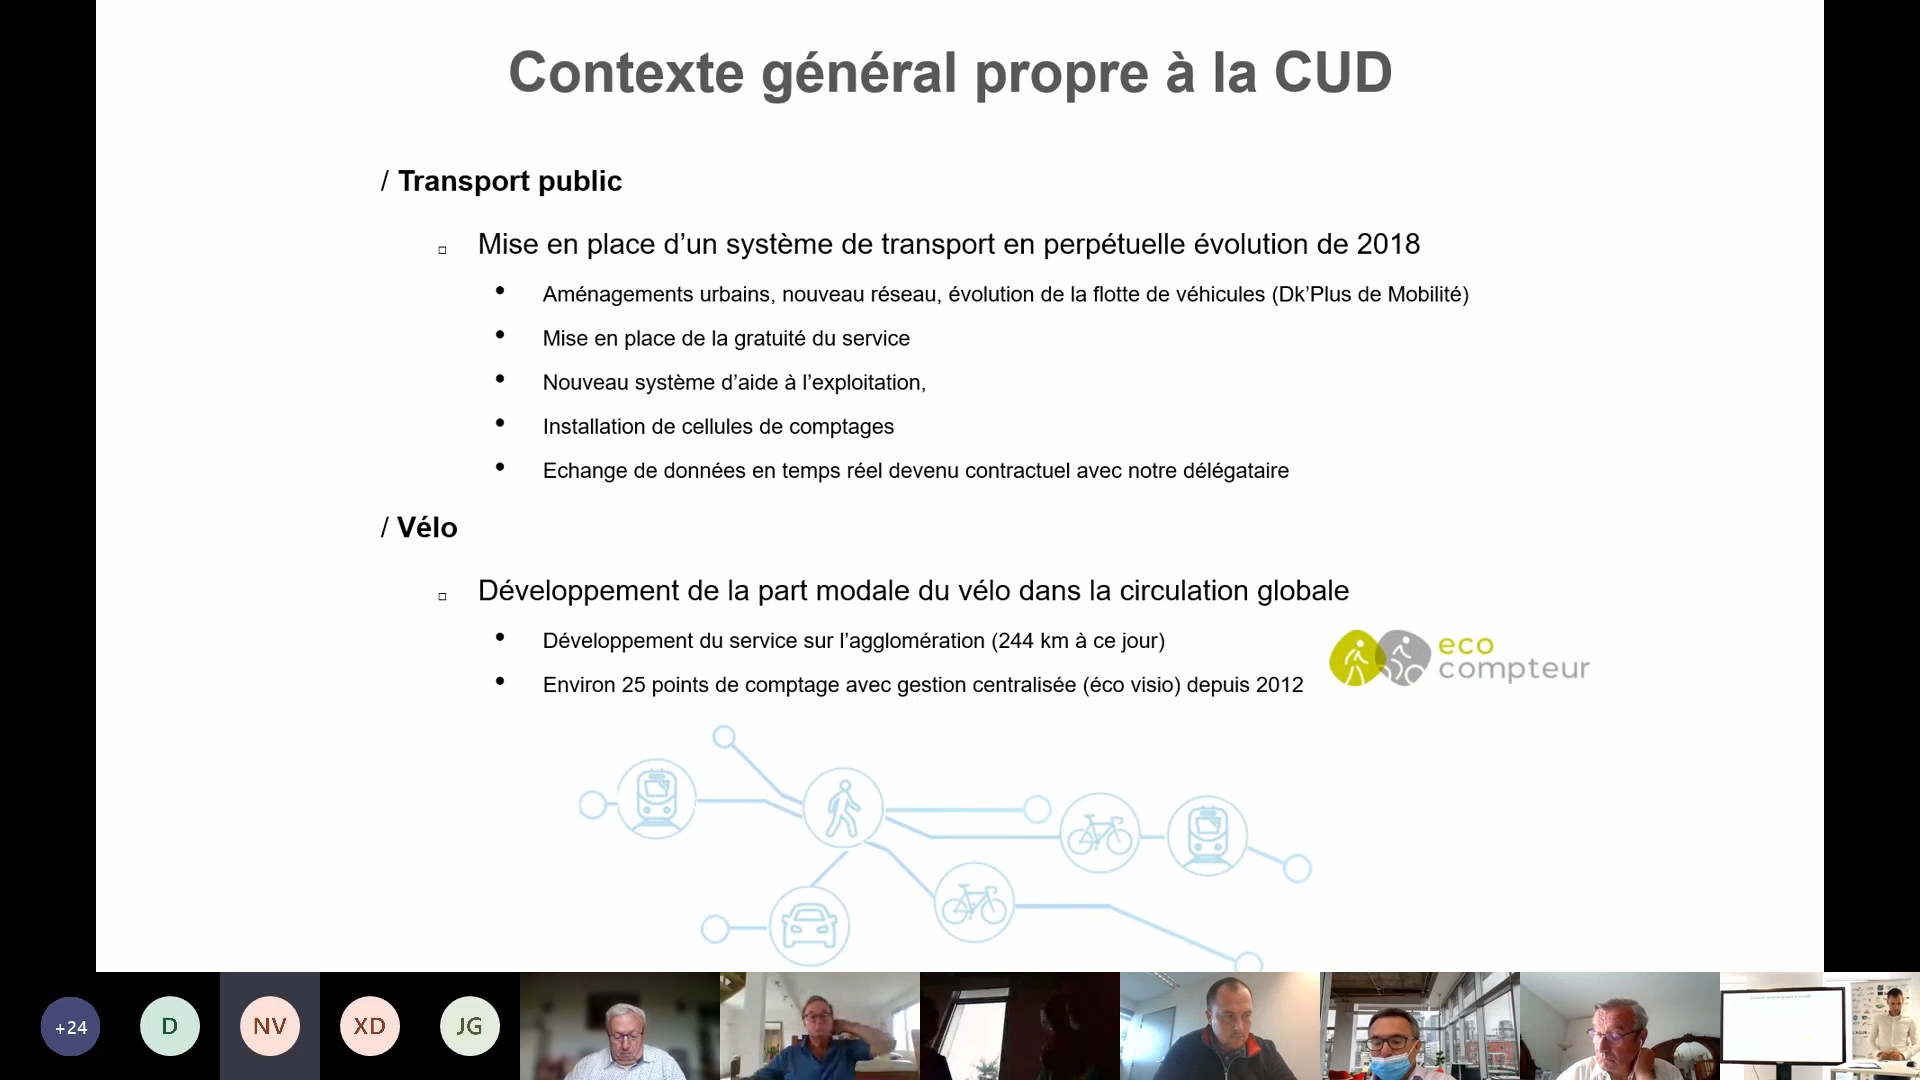 Contexte général propre à la CUD
/ Transport public
Mise en place d’un système de transport en perpétuelle évolution de 2018
Aménagements urbains, nouveau réseau, évolution de la flotte de véhicules (Dk’Plus de Mobilité)
Mise en place de la gratuité du service
Nouveau système d’aide à l’exploitation,
Installation de cellules de comptages
Echange de données en temps réel devenu contractuel avec notre délégataire
/ Vélo
Développement de la part modale du vélo dans la circulation globale
Développement du service sur l’agglomération (244 km à ce jour)
Environ 25 points de comptage avec gestion centralisée (éco visio) depuis 2012
eco
compteur
+24
D
NV
XD
JG